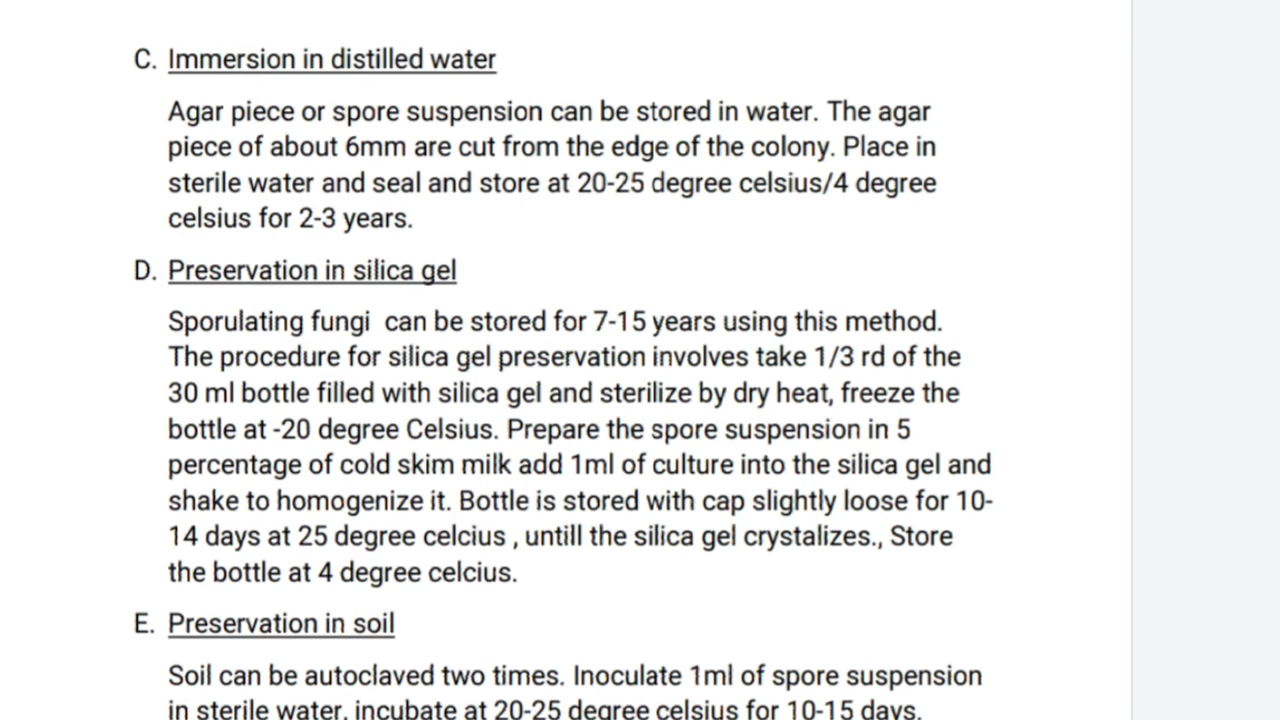 C. Immersion in distilled water
Agar piece or spore suspension can be stored in water. The agar
piece of about 6mm are cut from the edge of the colony. Place in
sterile water and seal and store at 20-25 degree celsius/4 degree
celsius for 2-3 years.
D. Preservation in silica gel
Sporulating fungi  can be stored for 7-15 years using this method.
The procedure for silica gel preservation involves take 1/3 rd of the
30 ml bottle filled with silica gel and sterilize by dry heat, freeze the
bottle at -20 degree Celsius. Prepare the spore suspension in 5
percentage of cold skim milk add 1ml of culture into the silica gel and
shake to homogenize it. Bottle is stored with cap slightly loose for 10-
14 days at 25 degree celcius , untill the silica gel crystalizes., Store
the bottle at 4 degree celcius.
E. Preservation in soil
Soil can be autoclaved two times. Inoculate 1ml of spore suspension
in sterile water, incubate at 20-25 degree celsius for 10-15 days.